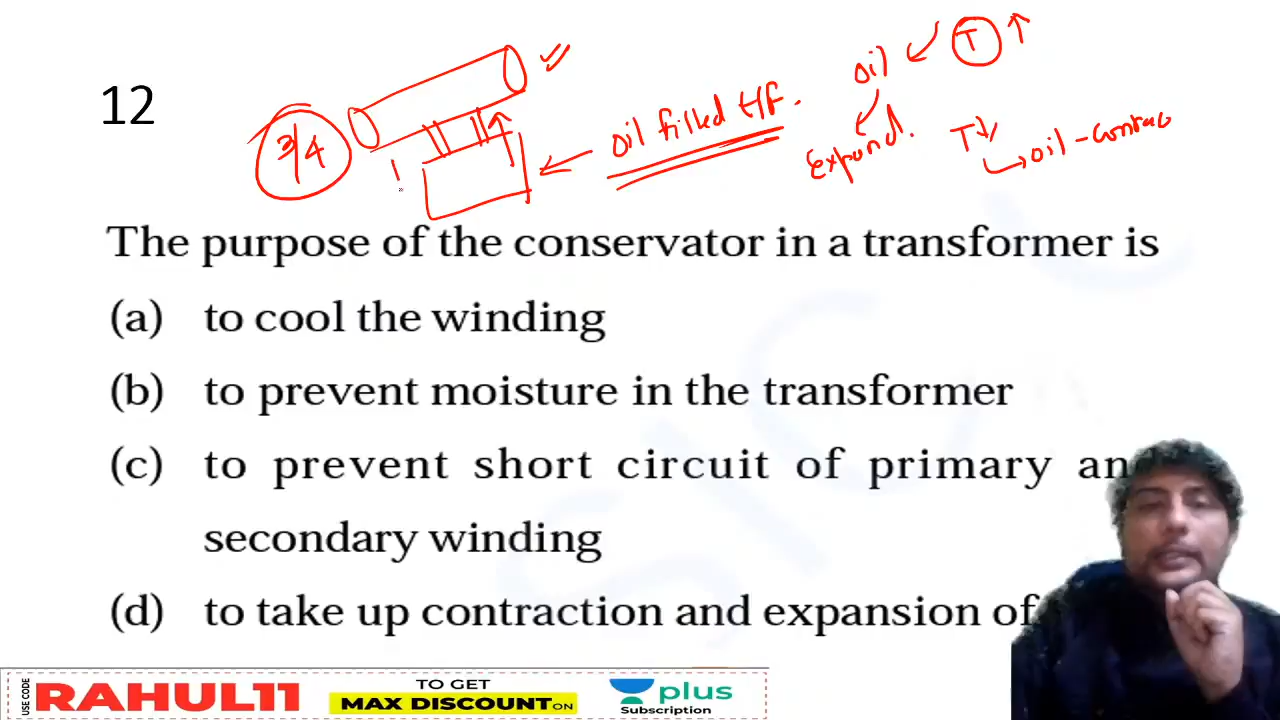 12
3/4
oil filled t/f.
oil
T ↑
Expand.
T↓
oil - contrac
The purpose of the conservator in a transformer is
(a) to cool the winding
(b) to prevent moisture in the transformer
(c) to prevent short circuit of primary an
secondary winding
(d) to take up contraction and expansion of
USE CODE
RAHUL11
TO GET
MAX DISCOUNT ON
plus
Subscription